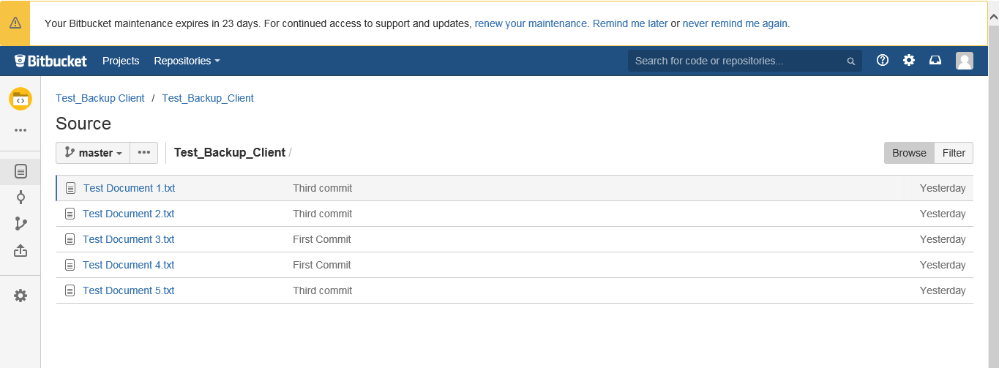 Your Bitbucket maintenance expires in 23 days. For continued access to support and updates, renew your maintenance. Remind me later or never remind me again.
Bitbucket Projects Repositories Search for code or repositories...
Test_Backup Client / Test_Backup_Client
Source
master ••• Test_Backup_Client / Browse Filter
Test Document 1.txt Third commit Yesterday
Test Document 2.txt Third commit Yesterday
Test Document 3.txt First Commit Yesterday
Test Document 4.txt First Commit Yesterday
Test Document 5.txt Third commit Yesterday